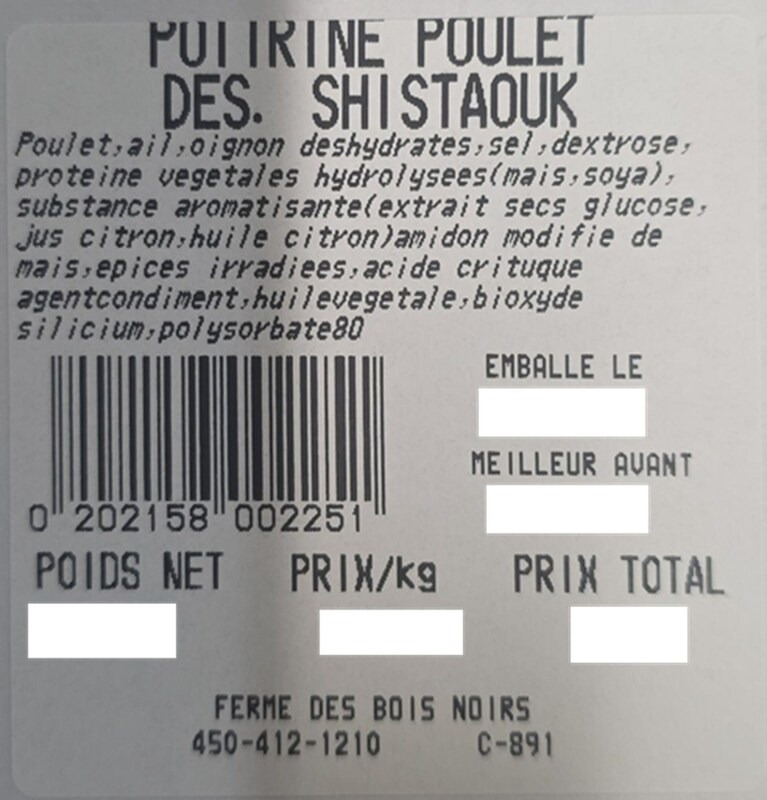 POITRINE POULET
DES. SHISTAOUK
Poulet,ail,oignon deshydrates,sel,dextrose,
proteine vegetales hydrolysees(mais,soya),
substance aromatisante(extrait secs glucose,
jus citron,huile citron)amidon modifie de
mais,epices irradiees,acide crituque
agentcondiment,huilevegetale,bioxyde
silicium,polysorbate80
EMBALLE LE
MEILLEUR AVANT
0 202158 002251
POIDS NET PRIX/kg PRIX TOTAL
FERME DES BOIS NOIRS
450-412-1210 C-891